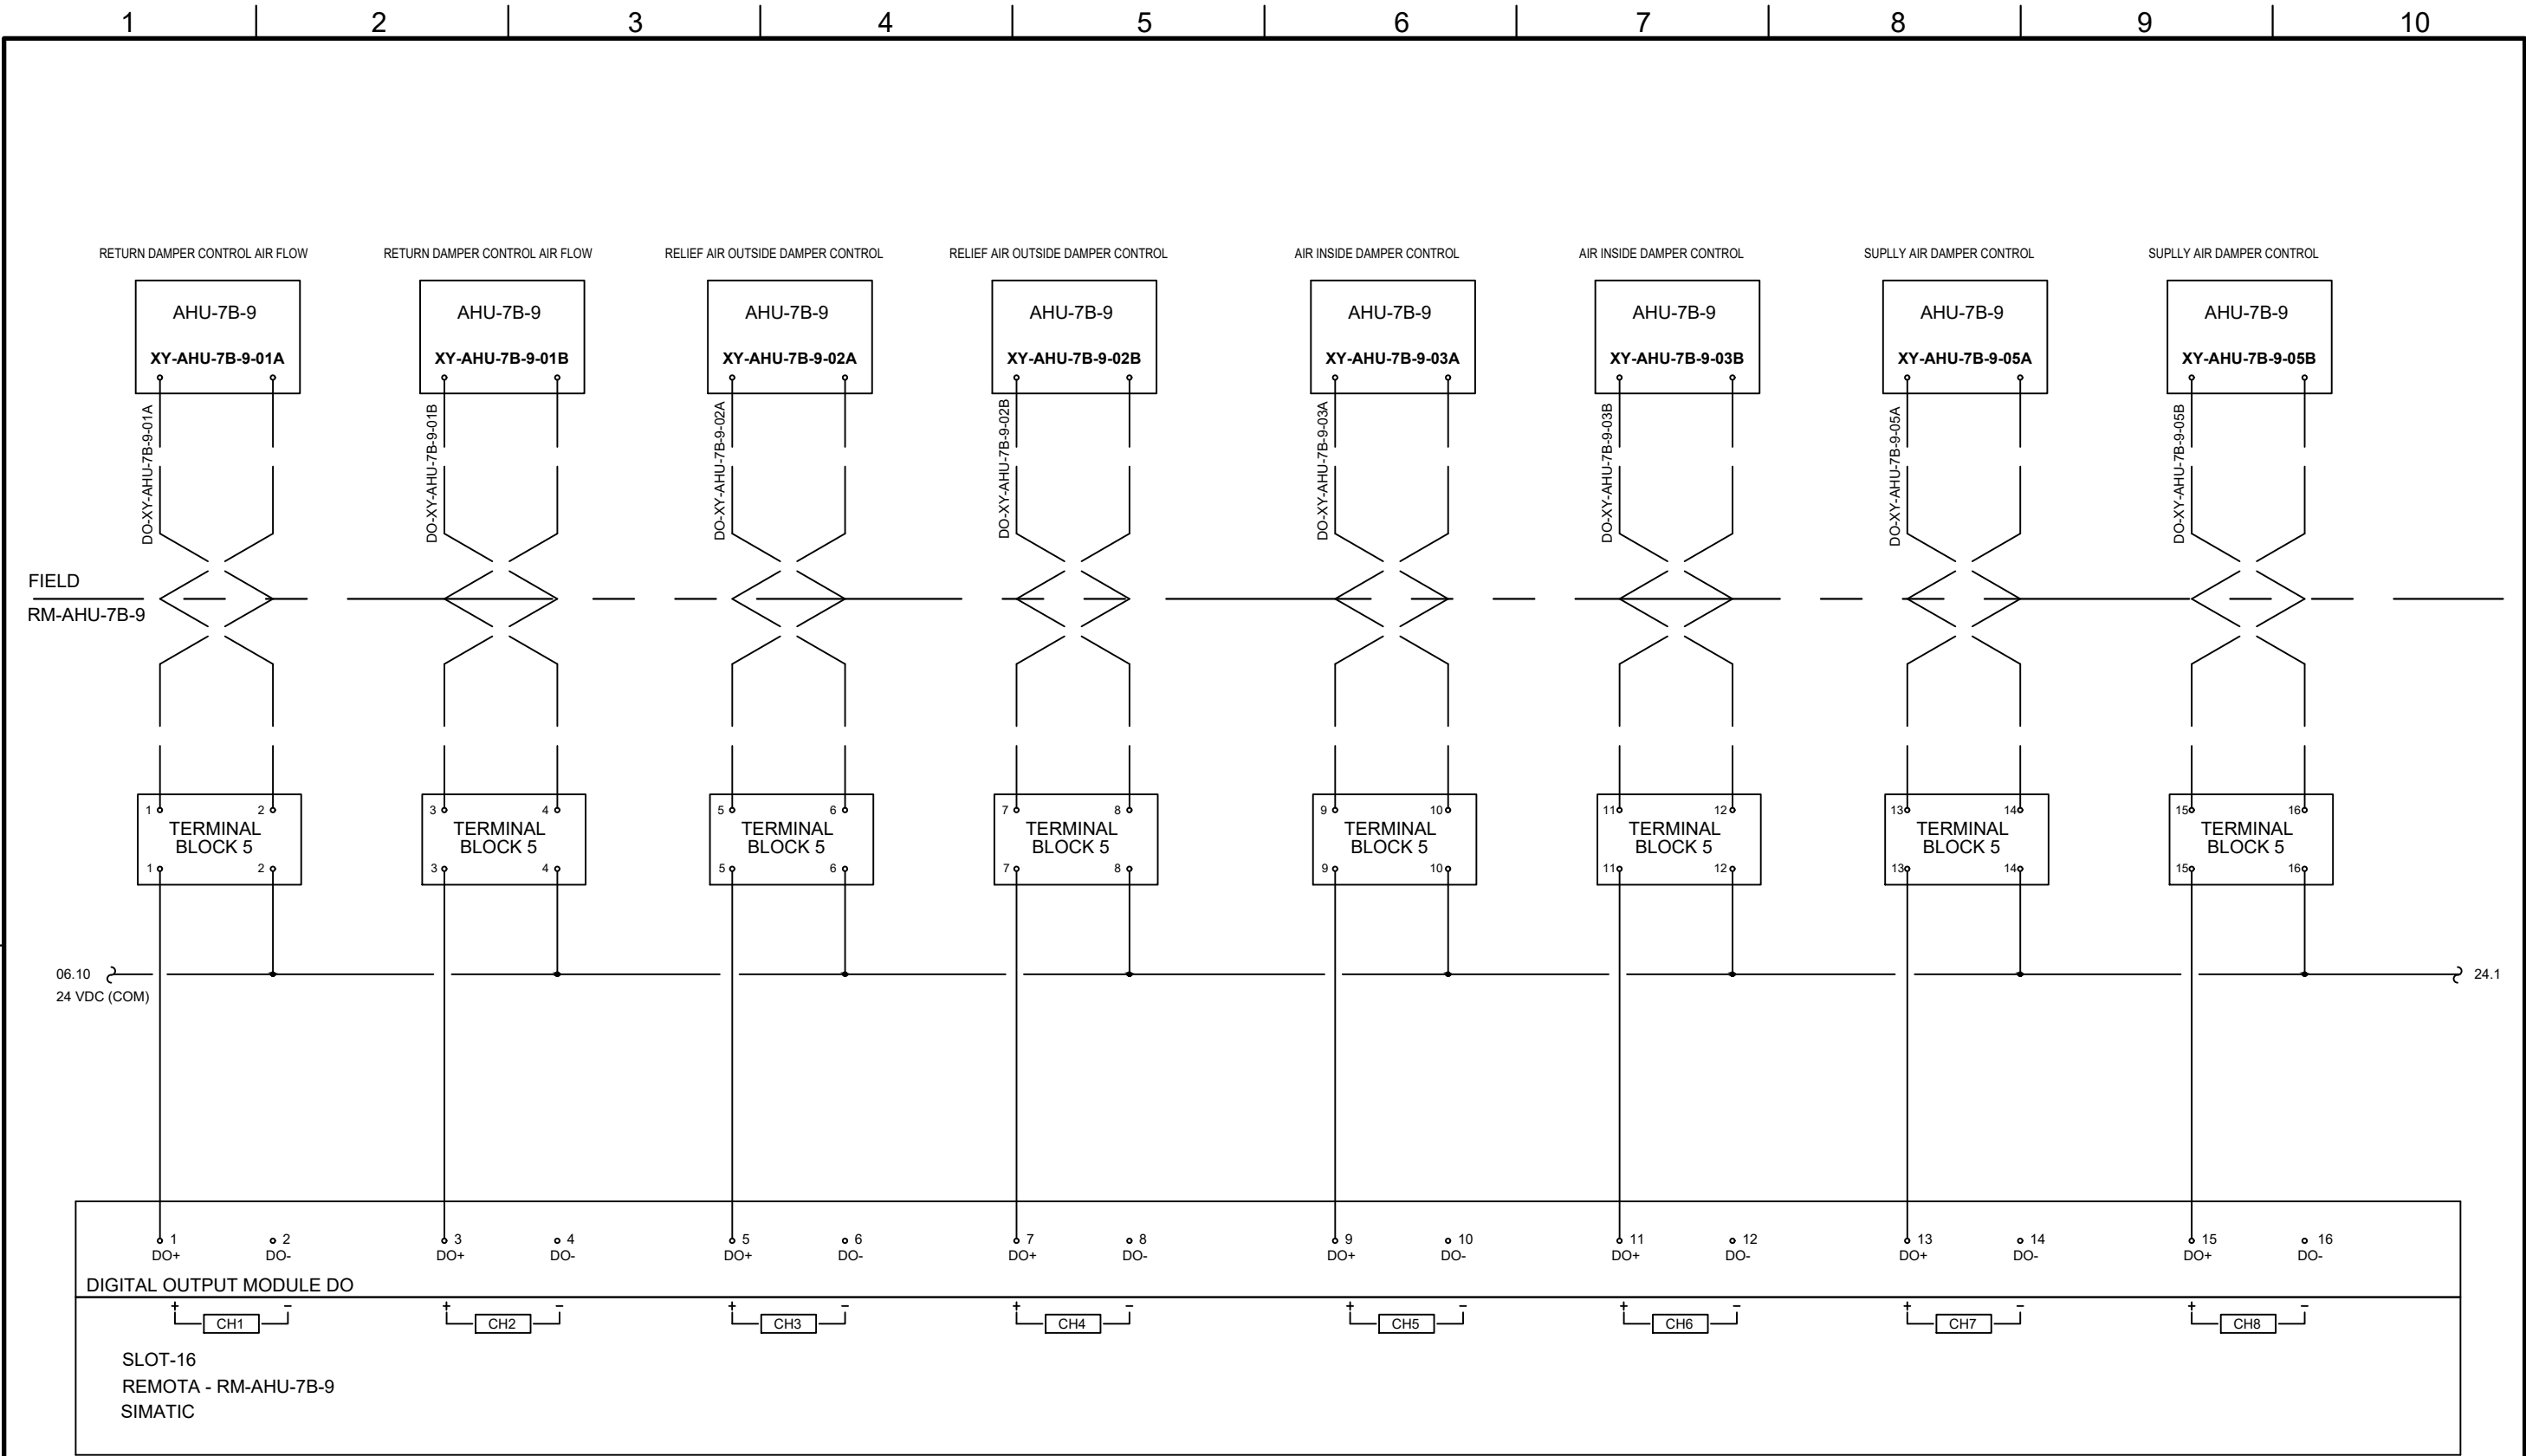 1 2 3 4 5 6 7 8 9 10
RETURN DAMPER CONTROL AIR FLOW RETURN DAMPER CONTROL AIR FLOW RELIEF AIR OUTSIDE DAMPER CONTROL RELIEF AIR OUTSIDE DAMPER CONTROL AIR INSIDE DAMPER CONTROL AIR INSIDE DAMPER CONTROL SUPLLY AIR DAMPER CONTROL SUPLLY AIR DAMPER CONTROL
AHU-7B-9 AHU-7B-9 AHU-7B-9 AHU-7B-9 AHU-7B-9 AHU-7B-9 AHU-7B-9 AHU-7B-9
XY-AHU-7B-9-01A XY-AHU-7B-9-01B XY-AHU-7B-9-02A XY-AHU-7B-9-02B XY-AHU-7B-9-03A XY-AHU-7B-9-03B XY-AHU-7B-9-05A XY-AHU-7B-9-05B
DO-XY-AHU-7B-9-01A
DO-XY-AHU-7B-9-01B
DO-XY-AHU-7B-9-02A
DO-XY-AHU-7B-9-02B
DO-XY-AHU-7B-9-03A
DO-XY-AHU-7B-9-03B
DO-XY-AHU-7B-9-05A
DO-XY-AHU-7B-9-05B
FIELD
RM-AHU-7B-9
1 2 3 4 5 6 7 8 9 10 11 12 13 14 15 16
TERMINAL TERMINAL TERMINAL TERMINAL TERMINAL TERMINAL TERMINAL TERMINAL
BLOCK 5 BLOCK 5 BLOCK 5 BLOCK 5 BLOCK 5 BLOCK 5 BLOCK 5 BLOCK 5
1 2 3 4 5 6 7 8 9 10 11 12 13 14 15 16
06.10 24.1
24 VDC (COM)
1 2 3 4 5 6 7 8 9 10 11 12 13 14 15 16
DO+ DO- DO+ DO- DO+ DO- DO+ DO- DO+ DO- DO+ DO- DO+ DO- DO+ DO-
DIGITAL OUTPUT MODULE DO
+ - + - + - + - + - + - + - + -
CH1 CH2 CH3 CH4 CH5 CH6 CH7 CH8
SLOT-16
REMOTA - RM-AHU-7B-9
SIMATIC